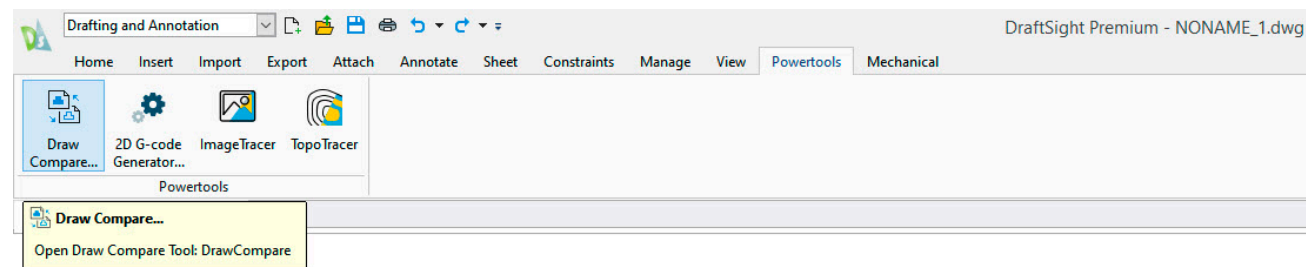 Drafting and Annotation
DraftSight Premium - NONAME_1.dwg
Home Insert Import Export Attach Annotate Sheet Constraints Manage View Powertools Mechanical
Draw Compare...
2D G-code Generator...
ImageTracer
TopoTracer
Powertools
Draw Compare...
Open Draw Compare Tool: DrawCompare